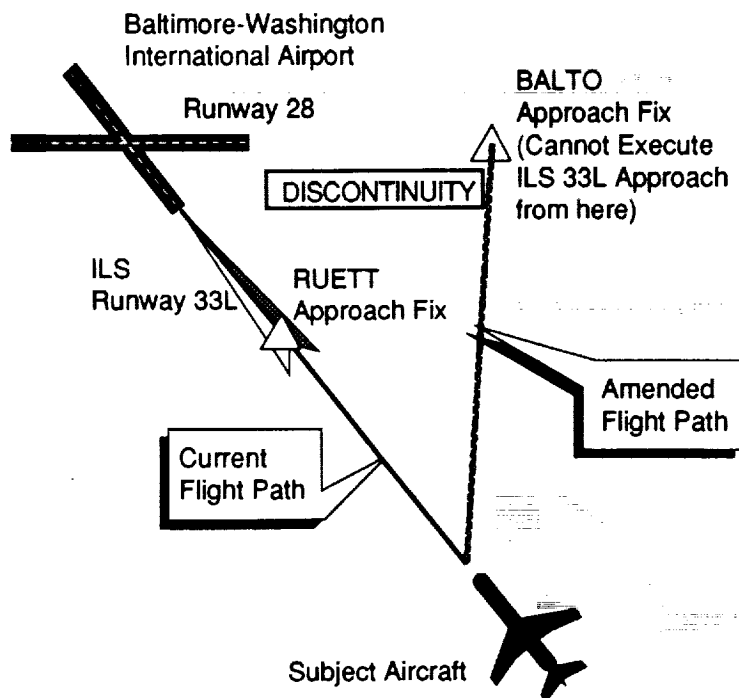 Baltimore-Washington
International Airport
Runway 28
BALTO
Approach Fix
(Cannot Execute
ILS 33L Approach
from here)
DISCONTINUITY
ILS
Runway 33L
RUETT
Approach Fix
Amended
Flight Path
Current
Flight Path
Subject Aircraft